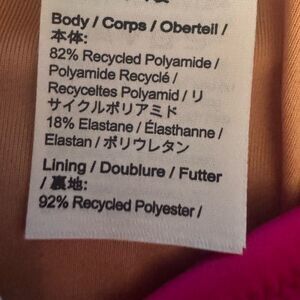 Body / Corps / Oberteil /
本体:
82% Recycled Polyamide /
Polyamide Recyclé /
Recyceltes Polyamid / リ
サイクルポリアミド
18% Elastane / Élasthanne /
Elastan / ポリウレタン
Lining / Doublure / Futter
/ 裏地:
92% Recycled Polyester /